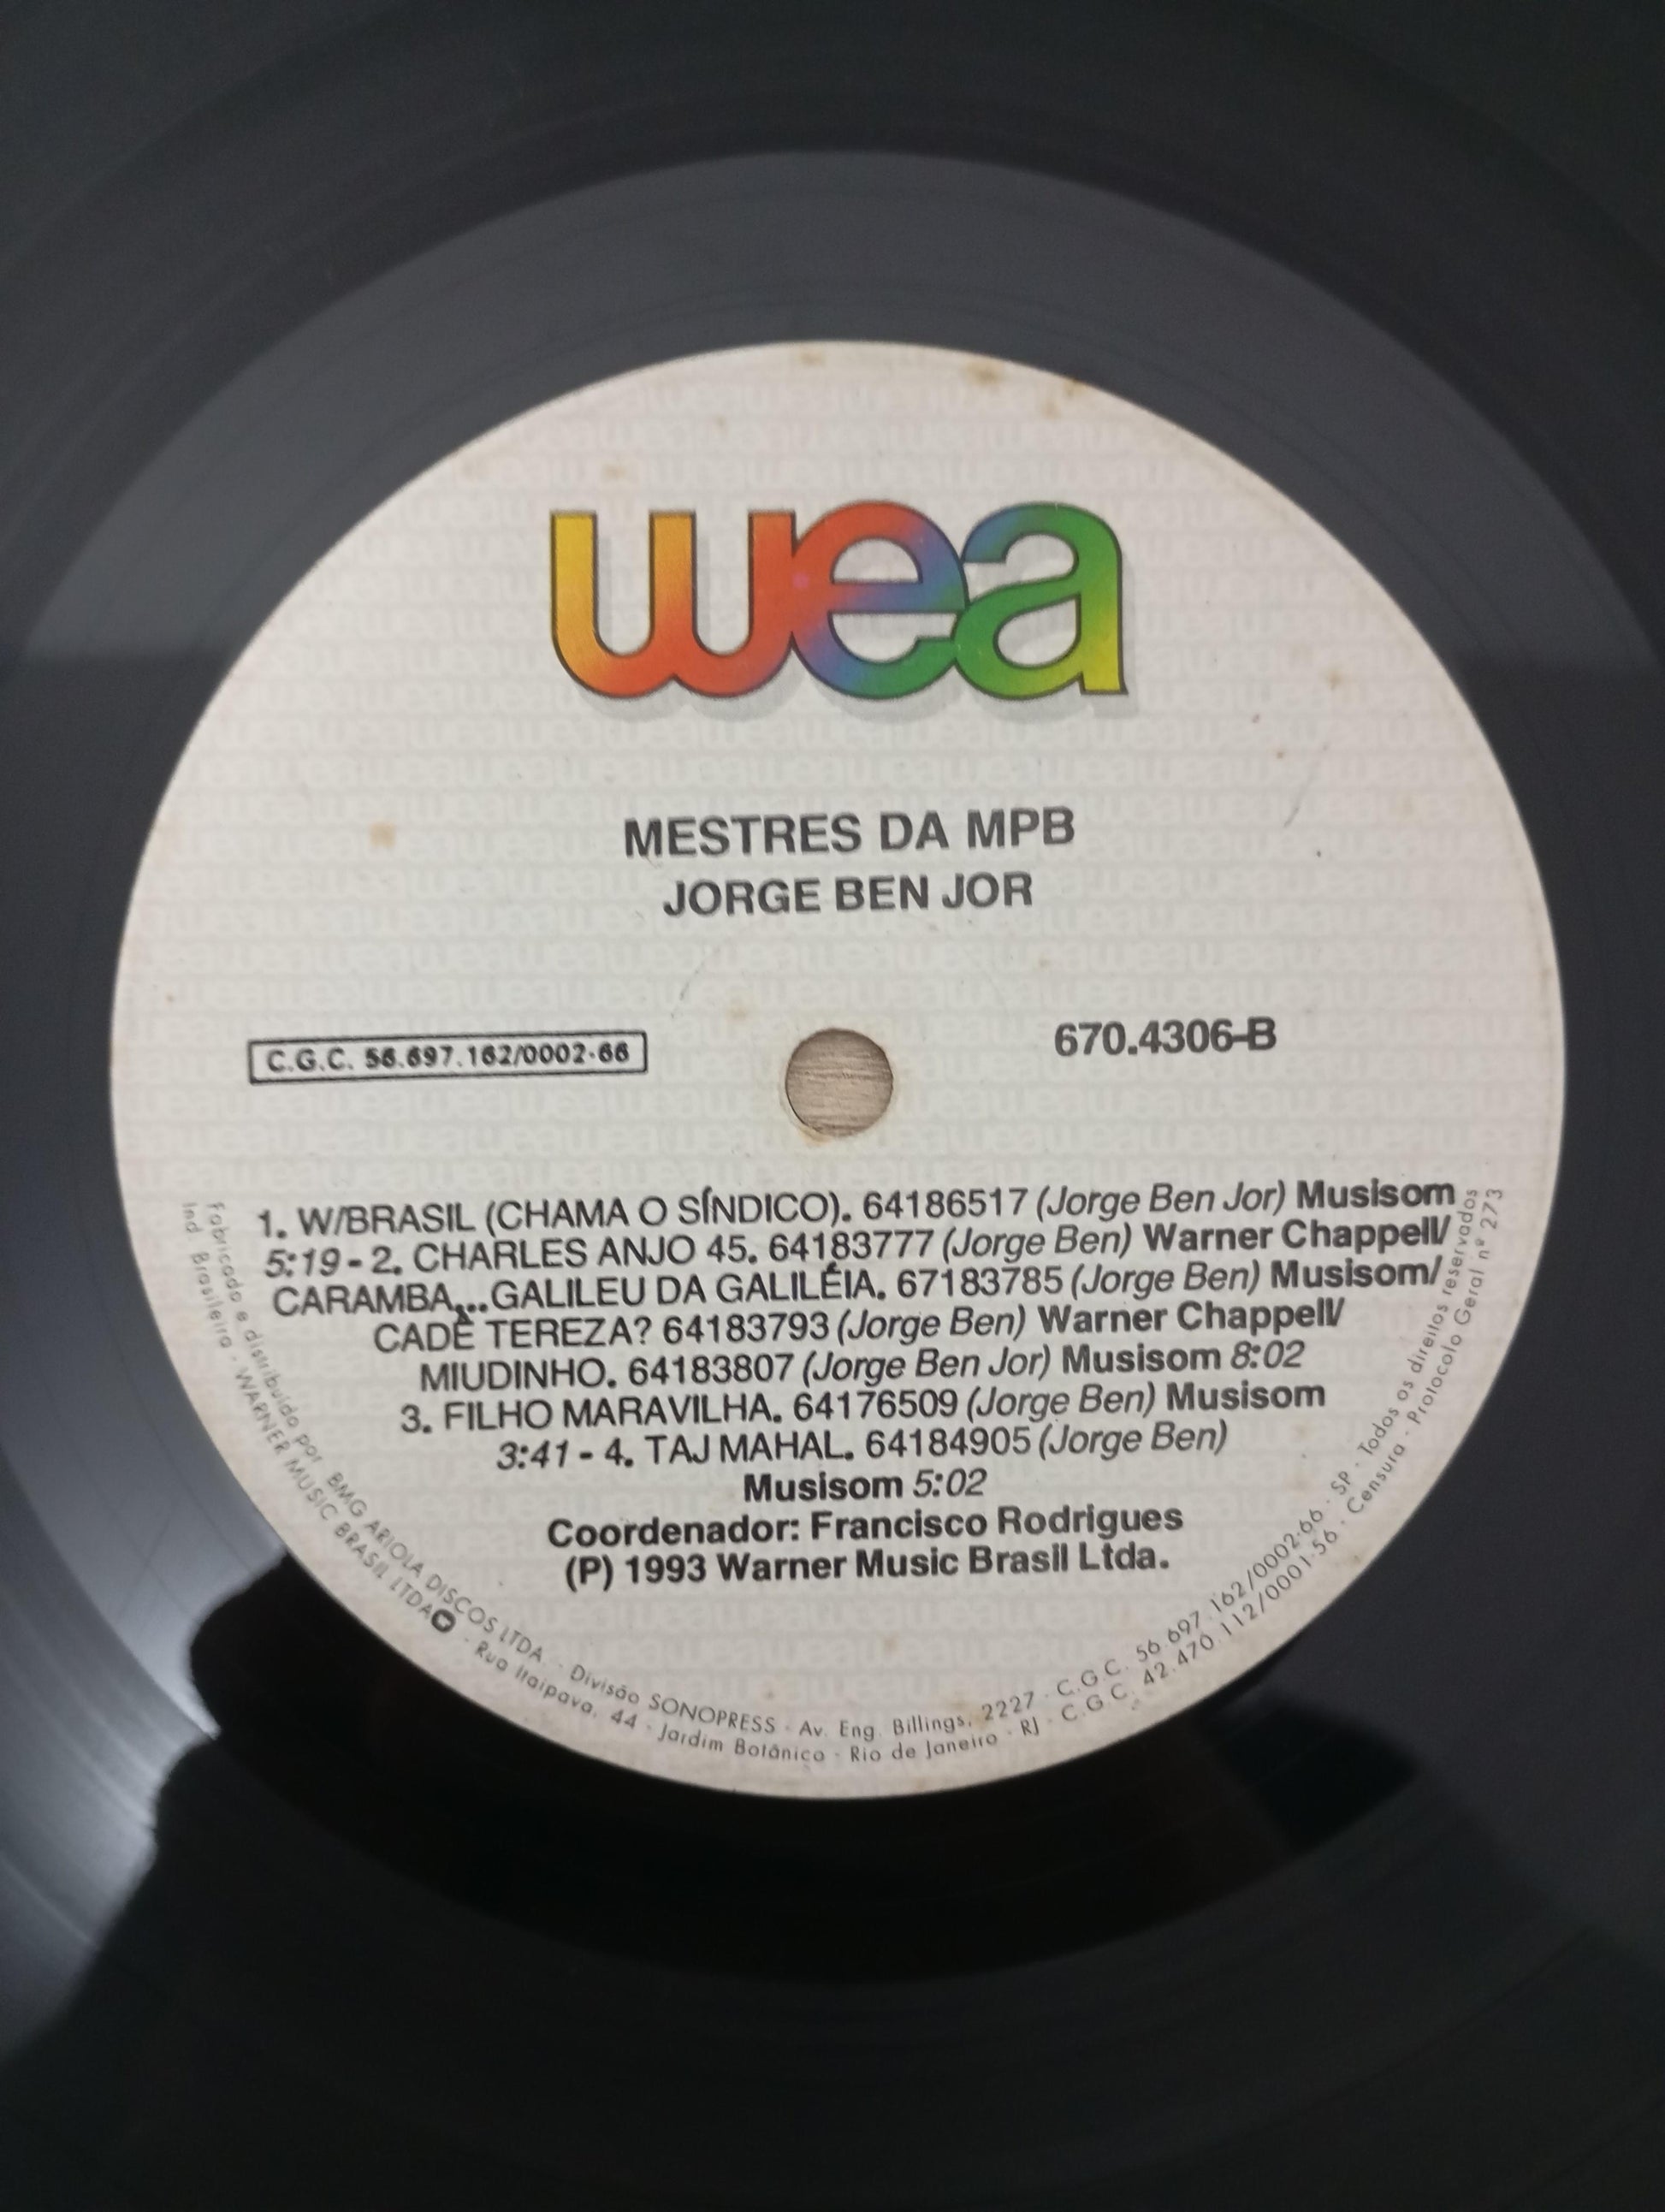 wea
MESTRES DA MPB
JORGE BEN JOR
C.G.C. 56.697.162/0002-66
670.4306-B
1. W/BRASIL (CHAMA O SÍNDICO). 64186517 (Jorge Ben Jor) Musisom
5:19 - 2. CHARLES ANJO 45. 64183777 (Jorge Ben) Warner Chappell/
CARAMBA...GALILEU DA GALILÉIA. 67183785 (Jorge Ben) Musisom/
CADÊ TEREZA? 64183793 (Jorge Ben) Warner Chappell/
MIUDINHO. 64183807 (Jorge Ben Jor) Musisom 8:02
3. FILHO MARAVILHA. 64176509 (Jorge Ben) Musisom
3:41 - 4. TAJ MAHAL. 64184905 (Jorge Ben)
Musisom 5:02
Coordenador: Francisco Rodrigues
(P) 1993 Warner Music Brasil Ltda.
Fabricado e distribuído por BMG ARIOLA DISCOS LTDA. - Divisão SONOPRESS - Av. Eng. Billings, 2227 - C.G.C. 56.697.162/0002-66 - SP - Todos os direitos reservados
Ind. Brasileira - WARNER MUSIC BRASIL LTDA - Rua Itaipava, 44 - Jardim Botânico - Rio de Janeiro - RJ - C.G.C. 42.470.112/0001-56 - Censura - Protocolo Geral nº 273